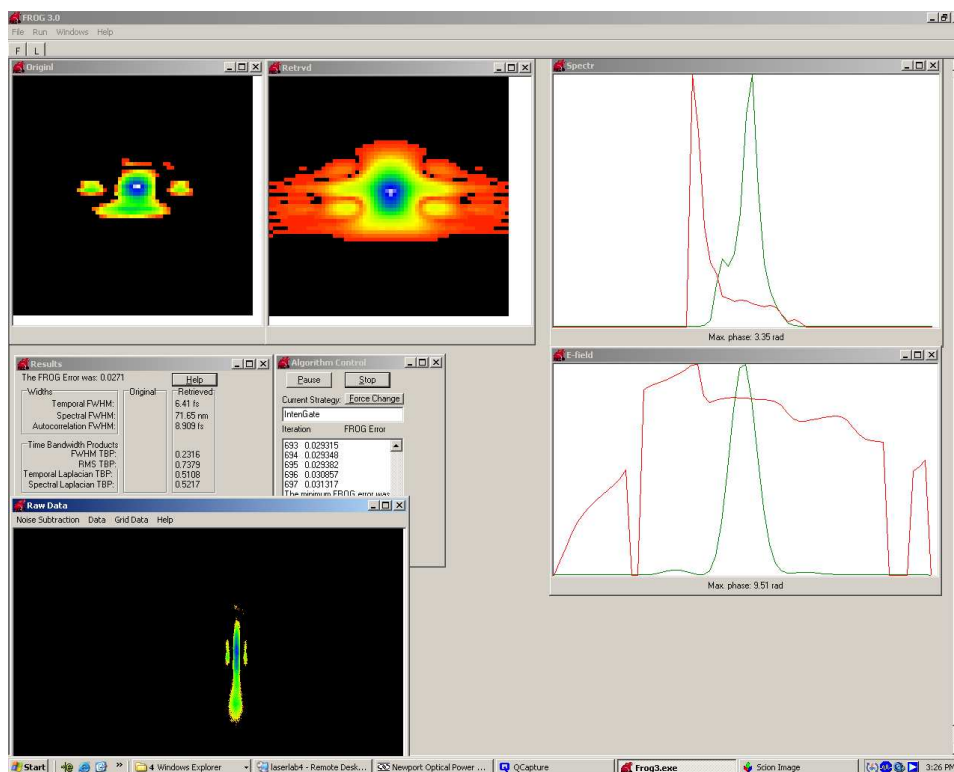 FROG 3.0
File Run Windows Help
F L
Originl
Retrvd
Spectr
Max. phase: 3.35 rad
Results
The FROG Error was: 0.0271
Help
Widths Original Retrieved
Temporal FWHM: 6.41 fs
Spectral FWHM: 71.65 nm
Autocorrelation FWHM: 8.909 fs
Time Bandwidth Products
FWHM TBP: 0.2316
RMS TBP: 0.7379
Temporal Laplacian TBP: 0.5108
Spectral Laplacian TBP: 0.5217
Algorithm Control
Pause Stop
Current Strategy: Force Change
IntenGate
Iteration FROG Error
693 0.029315
694 0.029348
695 0.029382
696 0.030857
697 0.031317
The minimum FROG error was
E-field
Max. phase: 9.51 rad
Raw Data
Noise Subtraction Data Grid Data Help
Start » 4 Windows Explorer laserlab4 - Remote Desk... Newport Optical Power ... QCapture Frog3.exe Scion Image 3:26 PM